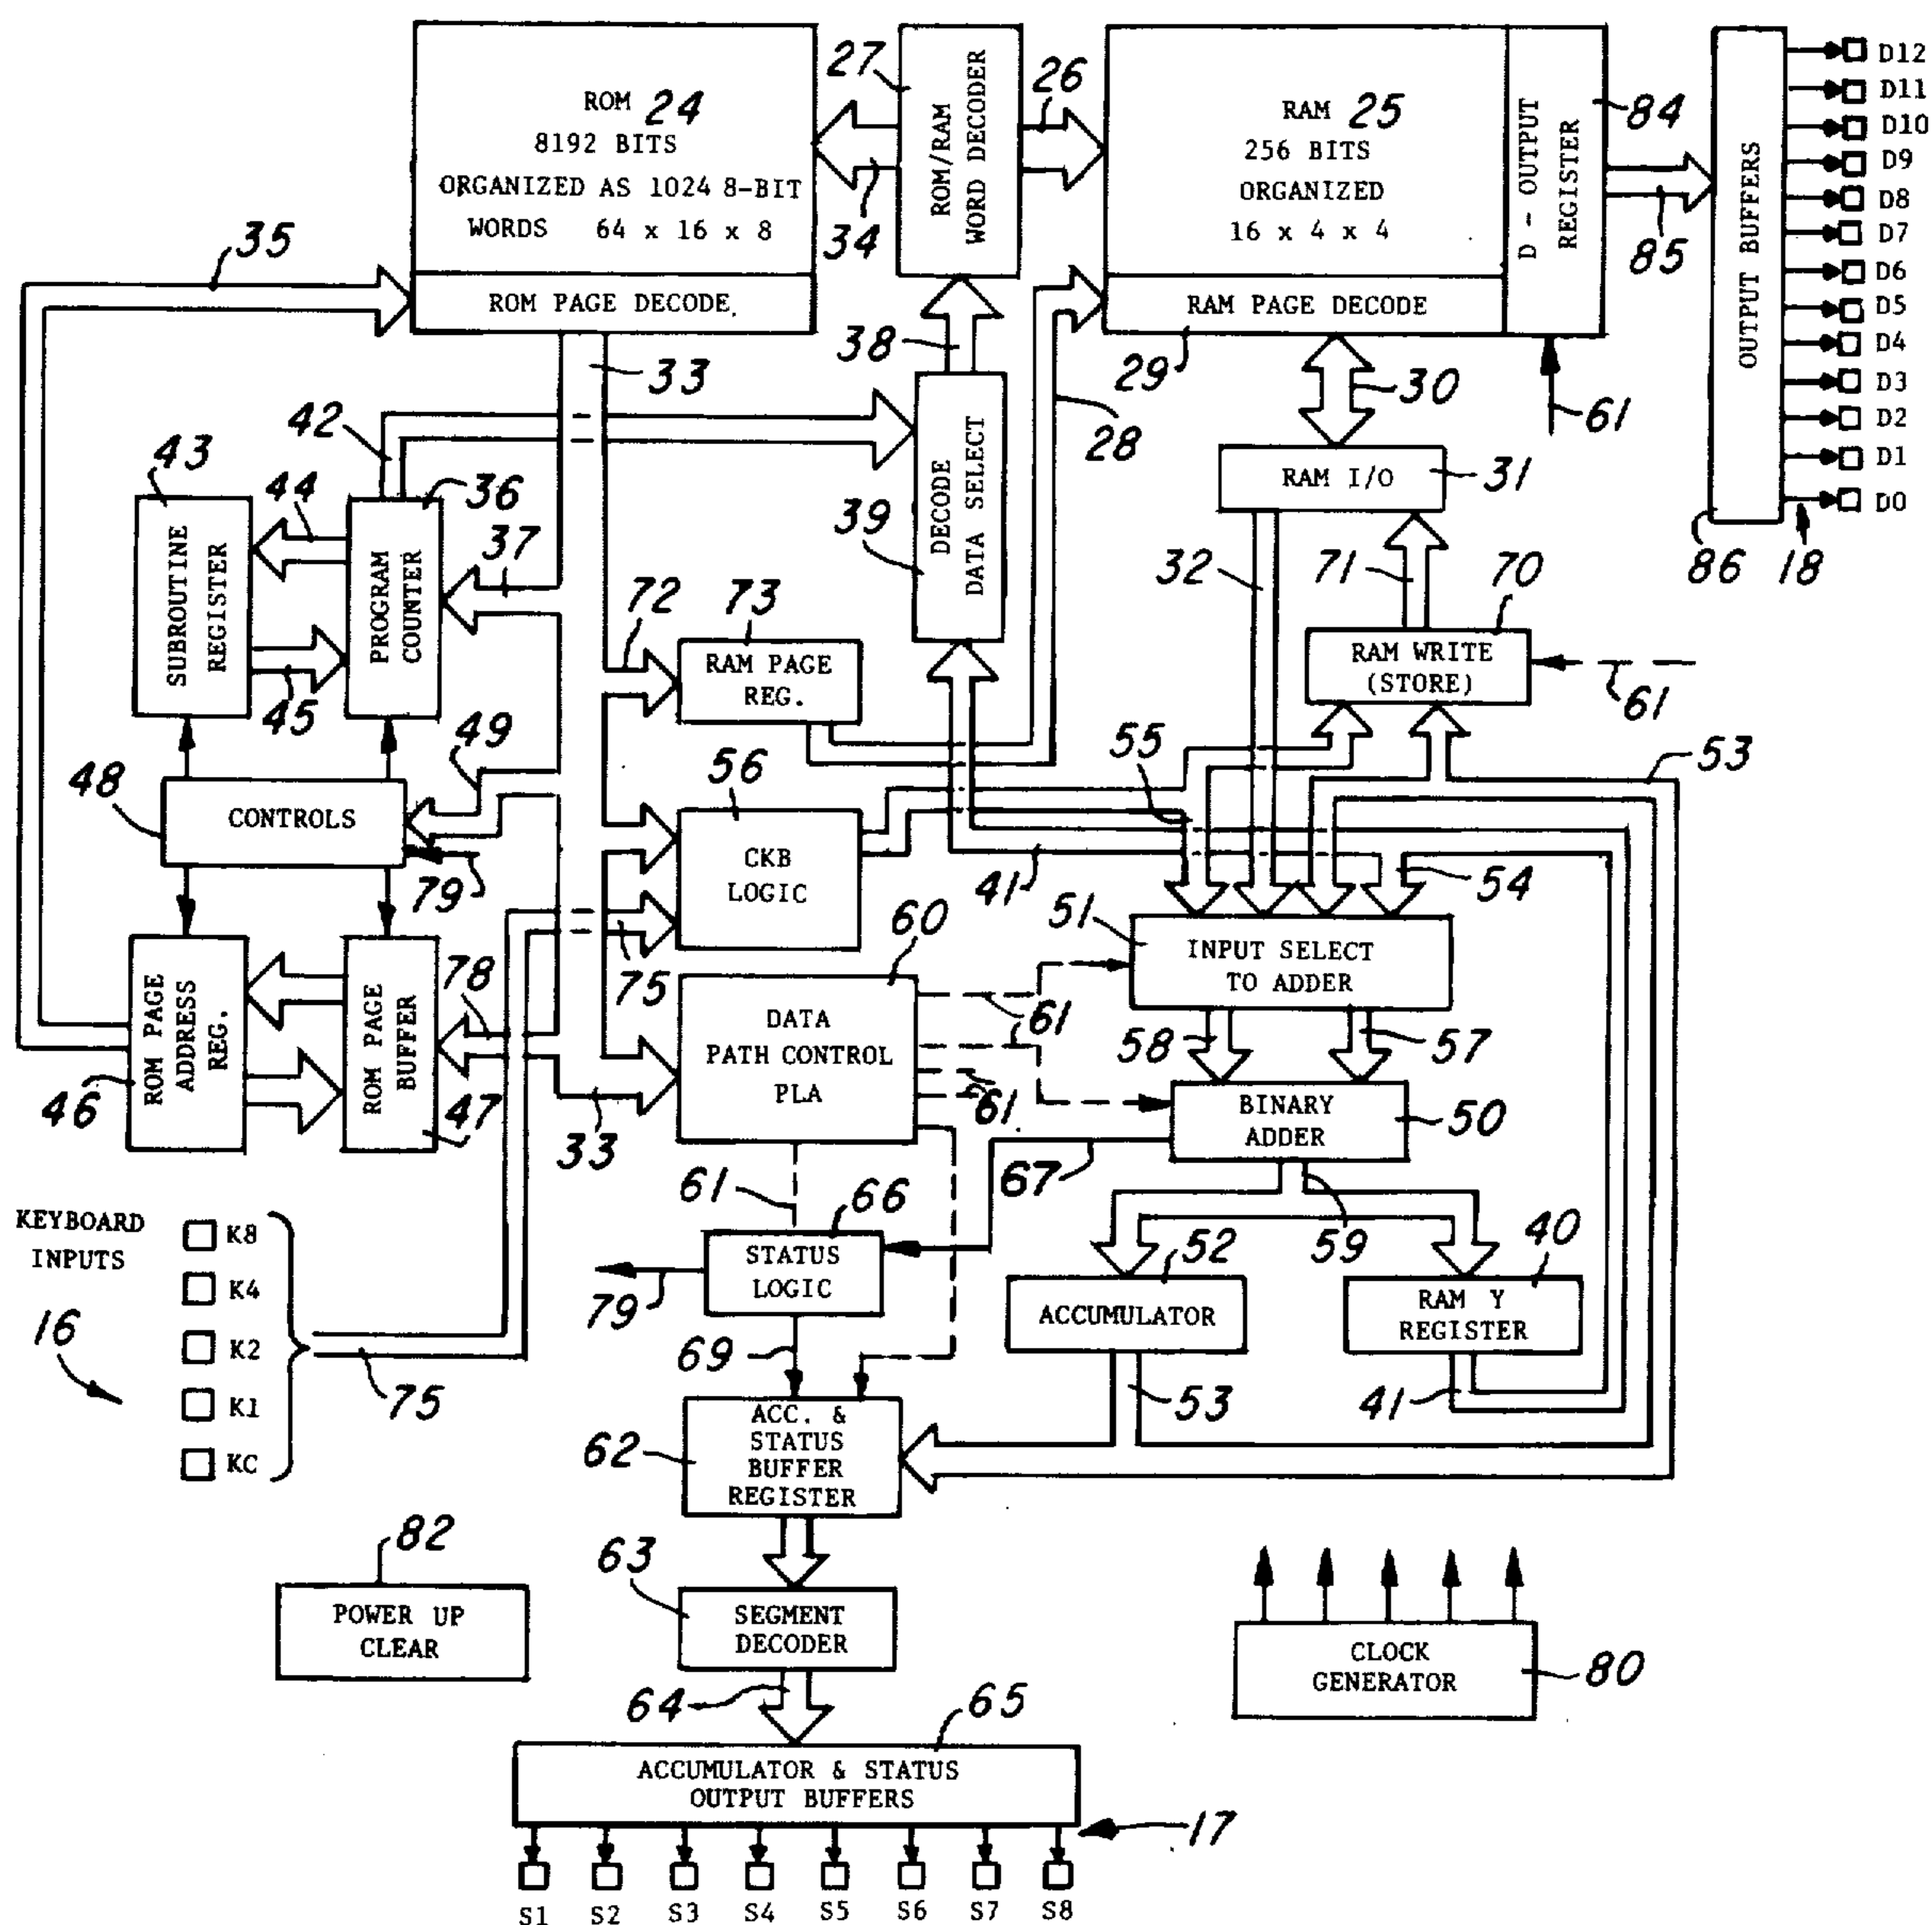 ROM 24
8192 BITS
ORGANIZED AS 1024 8-BIT
WORDS 64 x 16 x 8
ROM PAGE DECODE
27
ROM/RAM
WORD DECODER
26
34
RAM 25
256 BITS
ORGANIZED
16 x 4 x 4
RAM PAGE DECODE
29
D - OUTPUT
REGISTER
84
85
61
OUTPUT BUFFERS
86
18
D12
D11
D10
D9
D8
D7
D6
D5
D4
D3
D2
D1
D0
35
33
38
28
30
42
43
44
36
37
SUBROUTINE
REGISTER
PROGRAM
COUNTER
45
39
DECODE
DATA SELECT
RAM I/O
31
32
71
70
RAM WRITE
(STORE)
61
72
73
RAM PAGE
REG.
49
48
CONTROLS
79
56
CKB
LOGIC
55
53
41
54
51
INPUT SELECT
TO ADDER
46
ROM PAGE
ADDRESS
REG.
ROM PAGE
BUFFER
47
78
75
60
DATA
PATH CONTROL
PLA
61
61
61
33
58
57
BINARY
ADDER
50
67
59
61
66
STATUS
LOGIC
79
69
52
ACCUMULATOR
40
RAM Y
REGISTER
53
41
KEYBOARD
INPUTS
16
K8
K4
K2
K1
KC
75
62
ACC. &
STATUS
BUFFER
REGISTER
82
POWER UP
CLEAR
63
SEGMENT
DECODER
64
CLOCK
GENERATOR
80
65
ACCUMULATOR & STATUS
OUTPUT BUFFERS
17
S1 S2 S3 S4 S5 S6 S7 S8